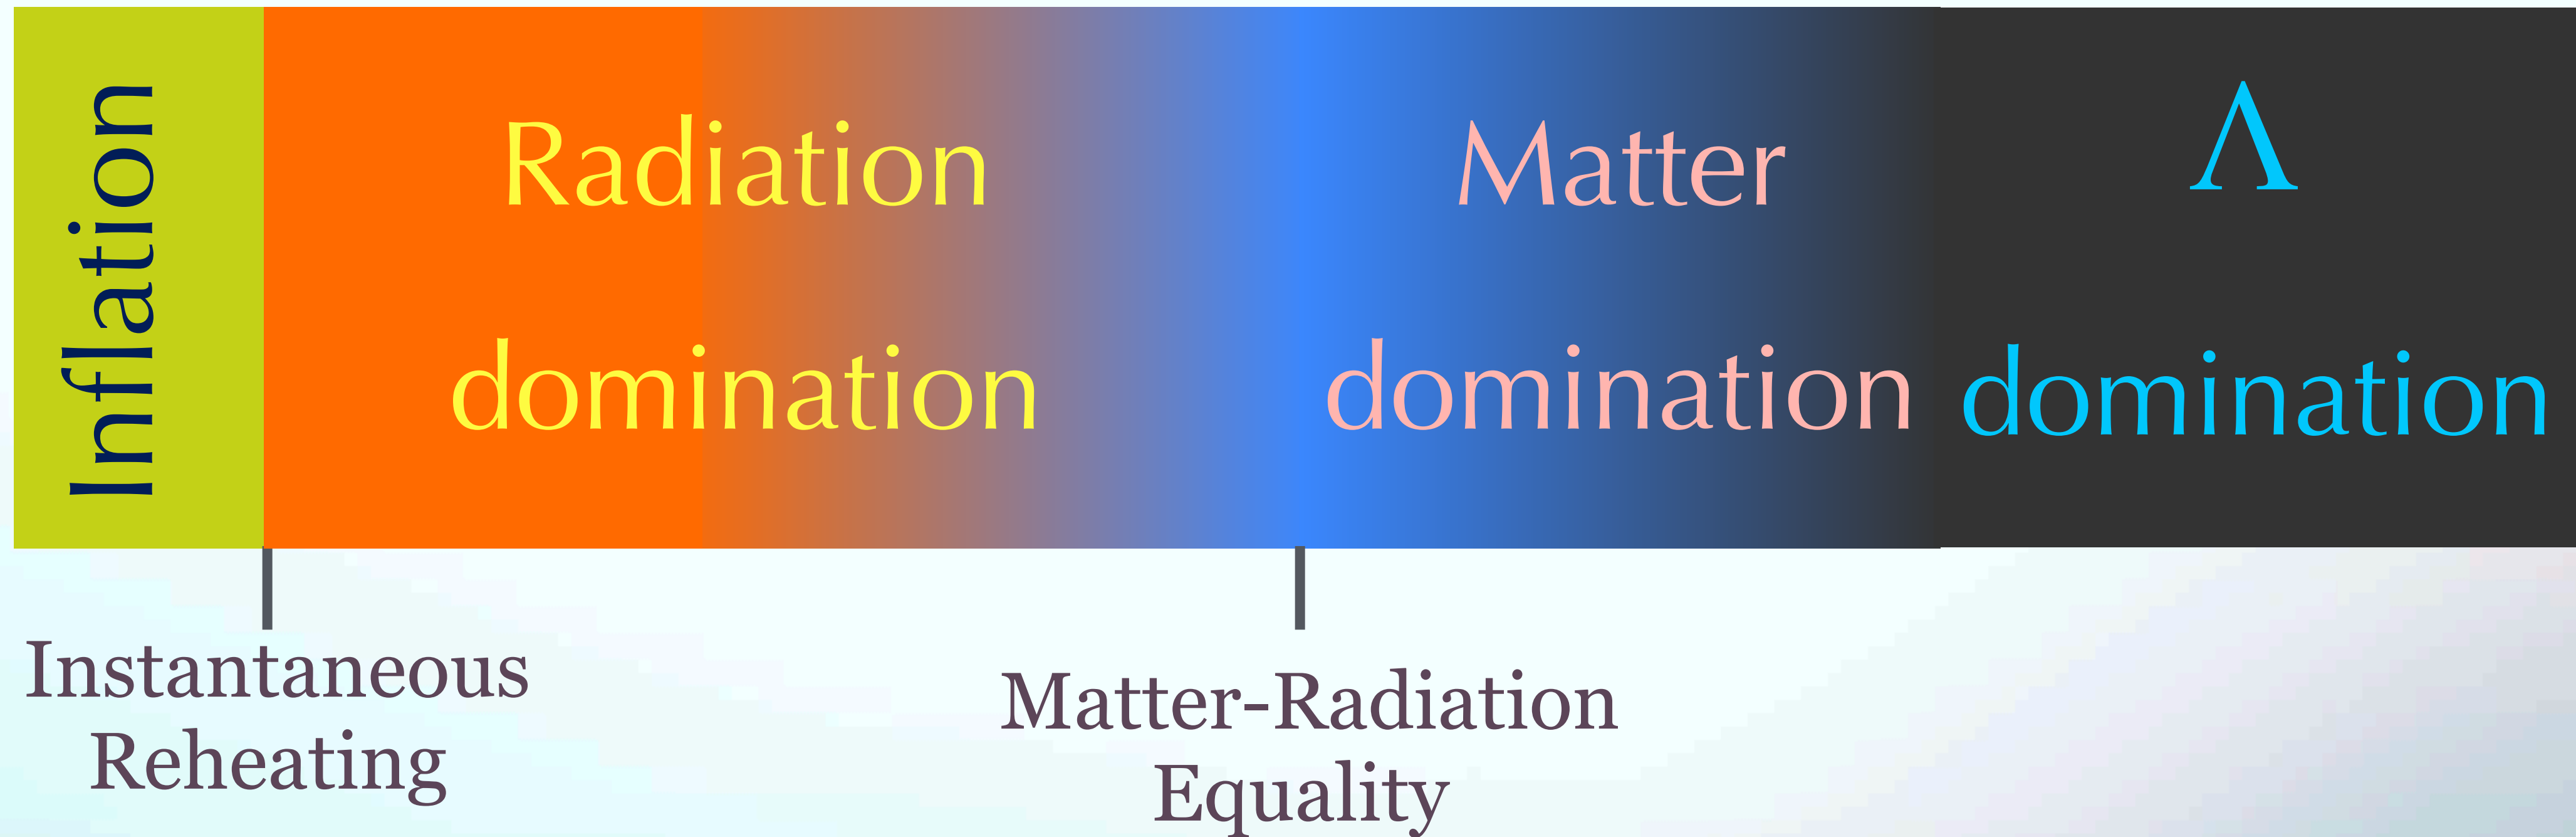 Inflation
Radiation
domination
Matter
domination
Λ
domination
Instantaneous
Reheating
Matter-Radiation
Equality